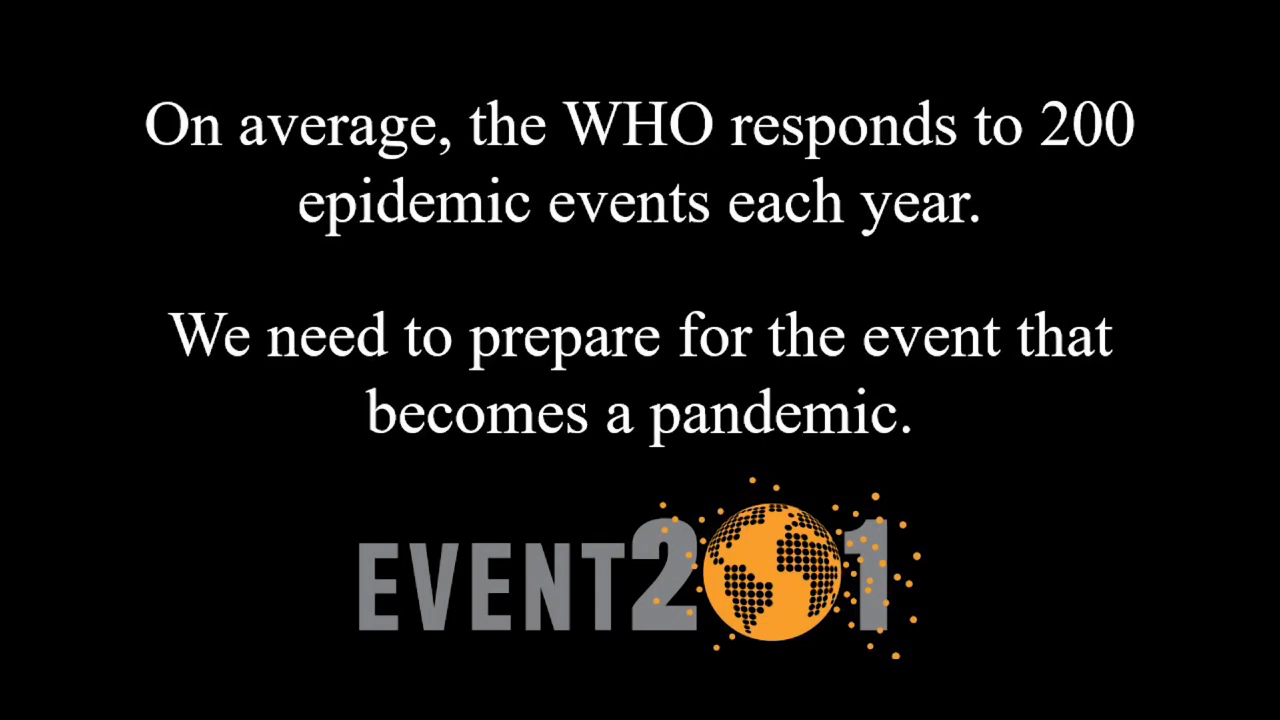 On average, the WHO responds to 200
epidemic events each year.
We need to prepare for the event that
becomes a pandemic.
EVENT201